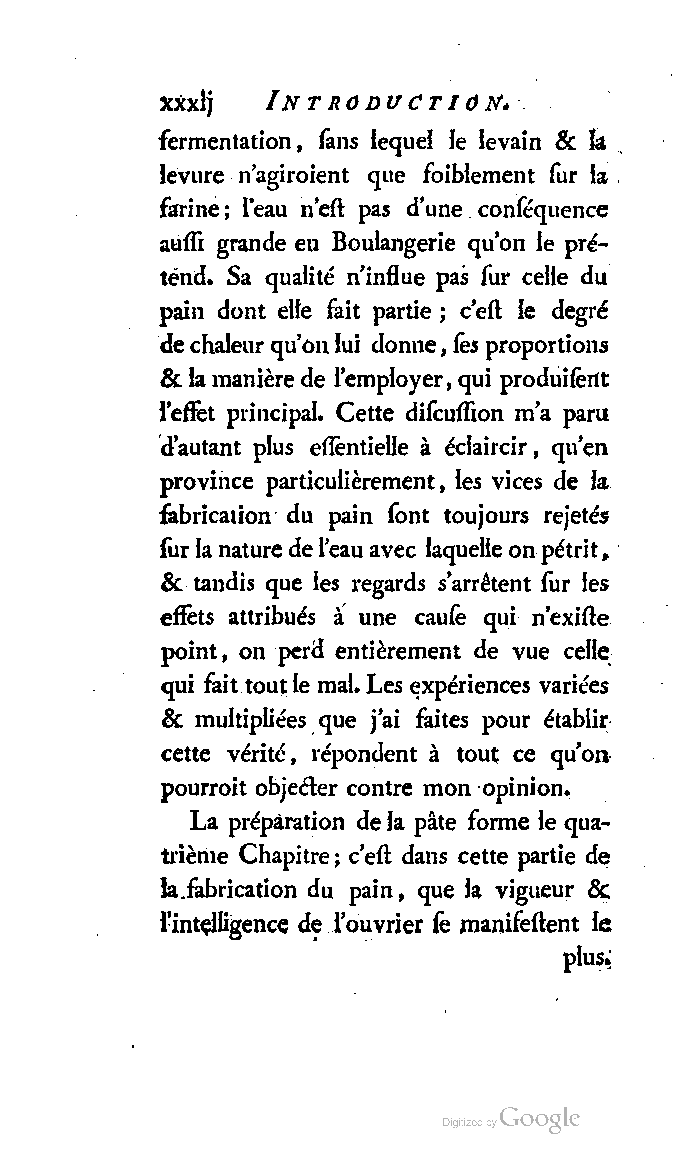 xxxij INTRODUCTION.
fermentation, ſans lequel le levain & la
levure n'agiroient que foiblement ſur la
farine; l'eau n'eſt pas d'une conſéquence
auſſi grande en Boulangerie qu'on le pré-
tend. Sa qualité n'influe pas ſur celle du
pain dont elle fait partie; c'eſt le degré
de chaleur qu'on lui donne, ſes proportions
& la manière de l'employer, qui produiſent
l'effet principal. Cette diſcuſſion m'a paru
d'autant plus eſſentielle à éclaircir, qu'en
province particulièrement, les vices de la
fabrication du pain ſont toujours rejetés
ſur la nature de l'eau avec laquelle on pétrit,
& tandis que les regards s'arrêtent ſur les
effets attribués à une cauſe qui n'exiſte
point, on perd entièrement de vue celle
qui fait tout le mal. Les expériences variées
& multipliées que j'ai faites pour établir
cette vérité, répondent à tout ce qu'on
pourroit objecter contre mon opinion.
La préparation de la pâte forme le qua-
trième Chapitre; c'eſt dans cette partie de
la fabrication du pain, que la vigueur &
l'intelligence de l'ouvrier ſe manifeſtent le
plus.
Digitized by Google